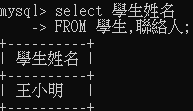 mysql> select 學生姓名
    -> FROM 學生,聯絡人;
+----------+
| 學生姓名 |
+----------+
| 王小明   |
+----------+